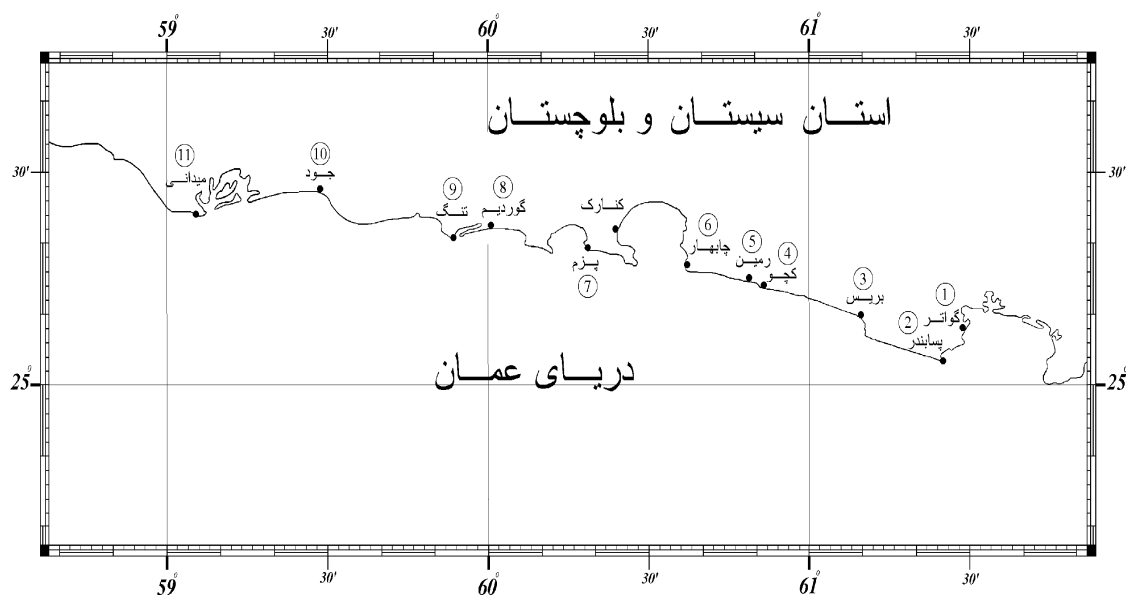 59° 30' 60° 30' 61° 30'
استان سیستان و بلوچستان
30' 30'
⑪ میدانی
⑩ جود
⑨ تنگ
⑧ گوردیم
کنارک
پزم ⑦
⑥ چابهار
⑤ رمین
④ کچو
③ بریس
① گواتر
② پسابندر
دریای عمان
25° 25°
59° 30' 60° 30' 61° 30'